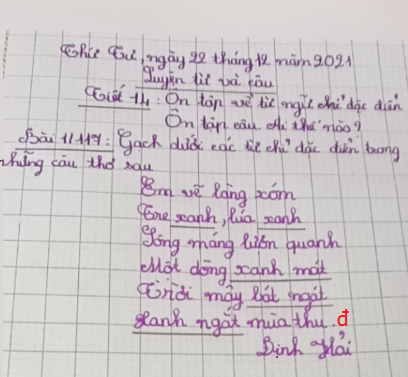 Thứ Tư, ngày 22 tháng 12 năm 2021
Luyện từ và câu
Tiết 14: Ôn tập về từ ngữ chỉ đặc điểm
Ôn tập câu Ai thế nào?
Bài 1/117: Gạch dưới các từ chỉ đặc điểm trong
những câu thơ sau
Em vẽ làng xóm
Tre xanh, lúa xanh
Sông máng lượn quanh
Một dòng xanh mát
Trời mây bát ngát
Xanh ngắt mùa thu. đ
Định Hải